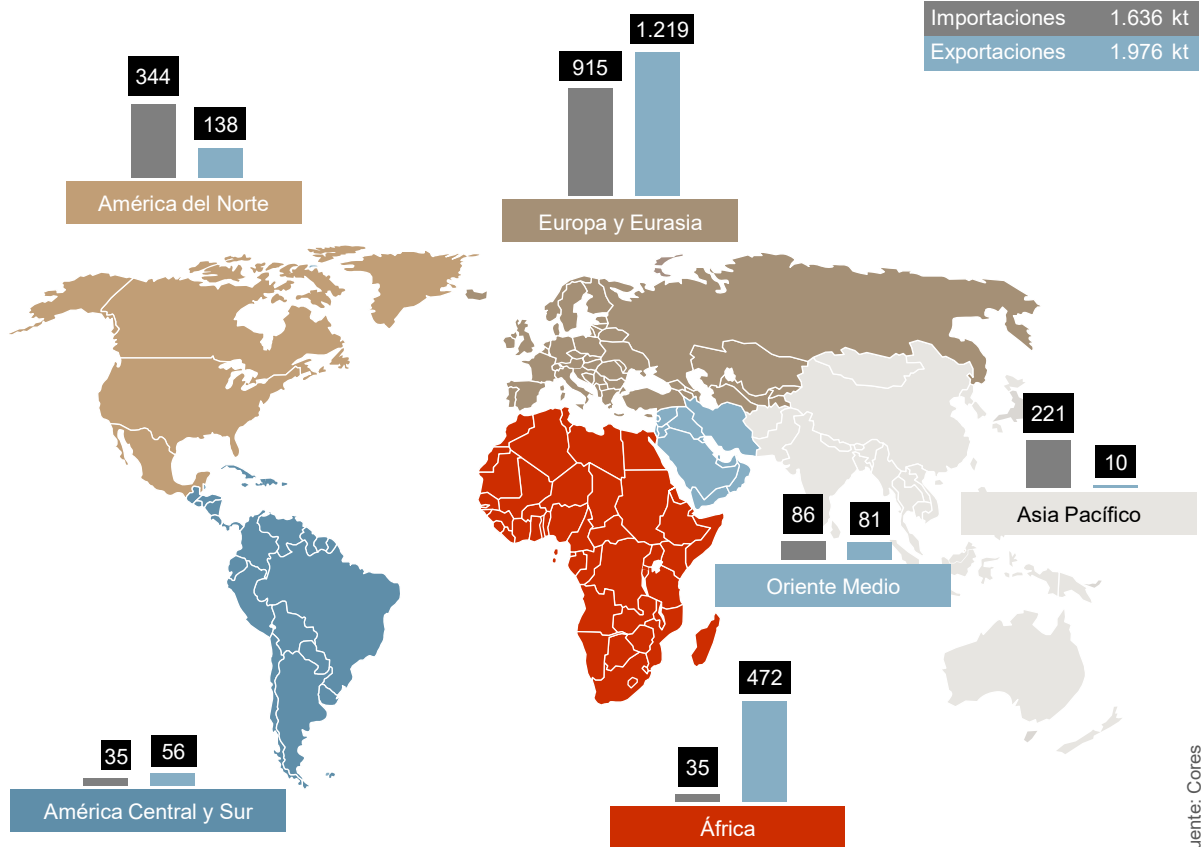 Importaciones 1.636 kt
Exportaciones 1.976 kt
344
138
América del Norte
915
1.219
Europa y Eurasia
221
10
Asia Pacífico
86
81
Oriente Medio
472
35
África
35
56
América Central y Sur
uente: Cores